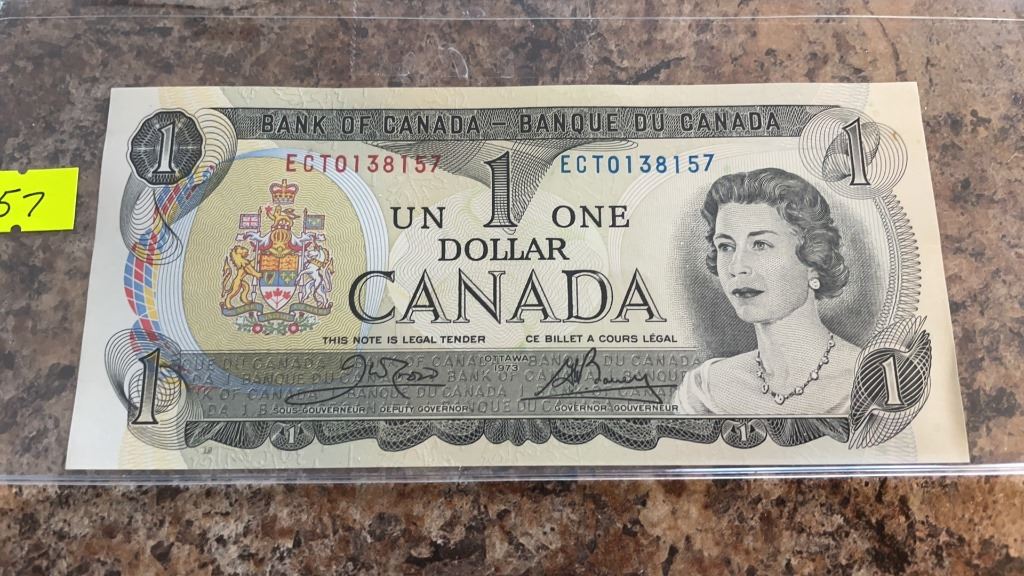 BANK OF CANADA – BANQUE DU CANADA
1 1
ECT0138157 ECT0138157
57
UN 1 ONE
DOLLAR
CANADA
THIS NOTE IS LEGAL TENDER CE BILLET A COURS LÉGAL
OTTAWA
1973
SOUS-GOUVERNEUR DEPUTY GOVERNOR GOVERNOR GOUVERNEUR
1 1
1 1